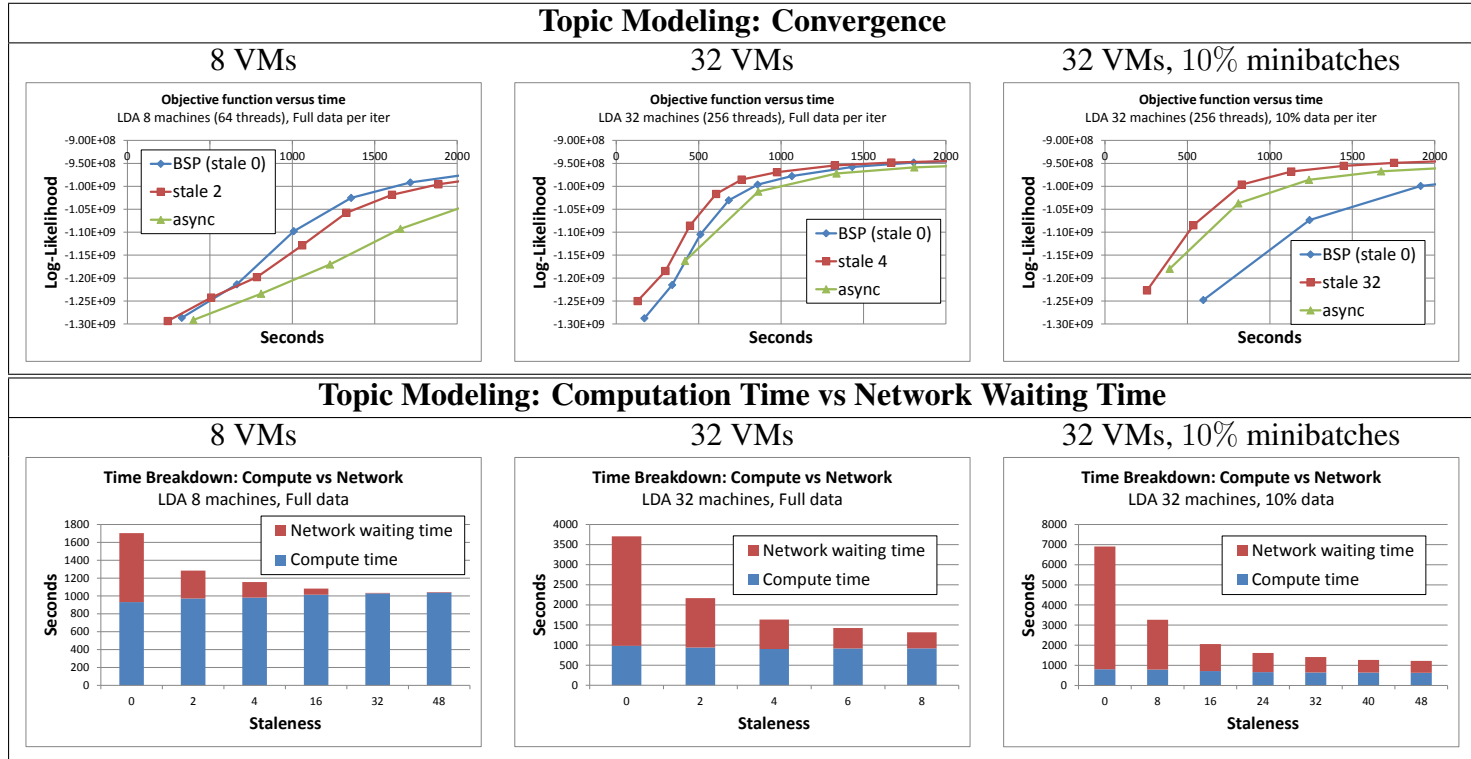 Topic Modeling: Convergence
8 VMs
32 VMs
32 VMs, 10% minibatches
Objective function versus time
LDA 8 machines (64 threads), Full data per iter
-9.00E+08
-9.50E+08
-1.00E+09
-1.05E+09
-1.10E+09
-1.15E+09
-1.20E+09
-1.25E+09
-1.30E+09
0 500 1000 1500 2000
Log-Likelihood
Seconds
BSP (stale 0)
stale 2
async
Objective function versus time
LDA 32 machines (256 threads), Full data per iter
-9.00E+08
-9.50E+08
-1.00E+09
-1.05E+09
-1.10E+09
-1.15E+09
-1.20E+09
-1.25E+09
-1.30E+09
0 500 1000 1500 2000
Log-Likelihood
Seconds
BSP (stale 0)
stale 4
async
Objective function versus time
LDA 32 machines (256 threads), 10% data per iter
-9.00E+08
-9.50E+08
-1.00E+09
-1.05E+09
-1.10E+09
-1.15E+09
-1.20E+09
-1.25E+09
-1.30E+09
0 500 1000 1500 2000
Log-Likelihood
Seconds
BSP (stale 0)
stale 32
async
Topic Modeling: Computation Time vs Network Waiting Time
8 VMs
32 VMs
32 VMs, 10% minibatches
Time Breakdown: Compute vs Network
LDA 8 machines, Full data
1800
1600
1400
1200
1000
800
600
400
200
0
Seconds
Network waiting time
Compute time
0 2 4 16 32 48
Staleness
Time Breakdown: Compute vs Network
LDA 32 machines, Full data
4000
3500
3000
2500
2000
1500
1000
500
0
Seconds
Network waiting time
Compute time
0 2 4 6 8
Staleness
Time Breakdown: Compute vs Network
LDA 32 machines, 10% data
8000
7000
6000
5000
4000
3000
2000
1000
0
Seconds
Network waiting time
Compute time
0 8 16 24 32 40 48
Staleness